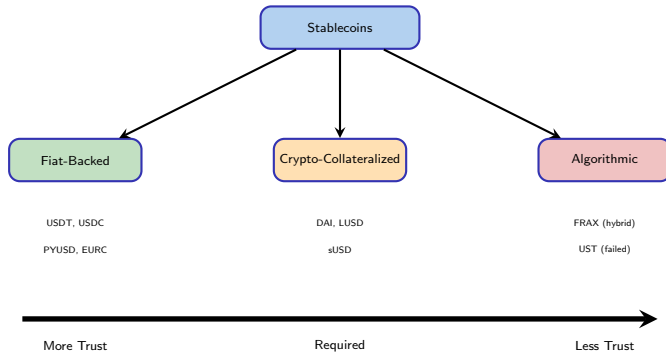 Stablecoins
Fiat-Backed
Crypto-Collateralized
Algorithmic
USDT, USDC
DAI, LUSD
FRAX (hybrid)
PYUSD, EURC
sUSD
UST (failed)
More Trust
Required
Less Trust